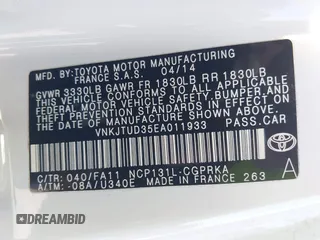 MFD. BY: TOYOTA MOTOR MANUFACTURING
FRANCE S.A.S. 04/14
GVWR 3330LB GAWR FR 1830LB RR 1830LB
THIS VEHICLE CONFORMS TO ALL APPLICABLE
FEDERAL MOTOR VEHICLE SAFETY, BUMPER, AND
THEFT PREVENTION STANDARDS IN EFFECT ON
THE DATE OF MANUFACTURE SHOWN ABOVE.
VNKJTUD35EA011933 PASS.CAR
C/TR: 040/FA11 NCP131L-CGPRKA
A/TM: -08A/U340E
MADE IN FRANCE 263
A
TOYOTA
© DREAMBID